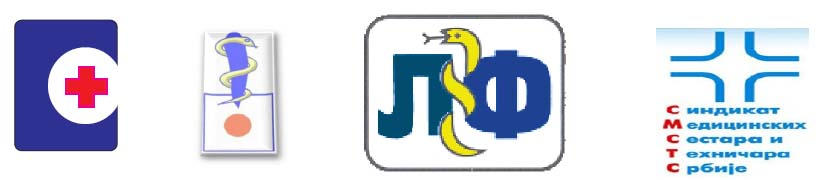 ЛФ
Синдикат
Медицинских
Сестара и
Техничара
Србије